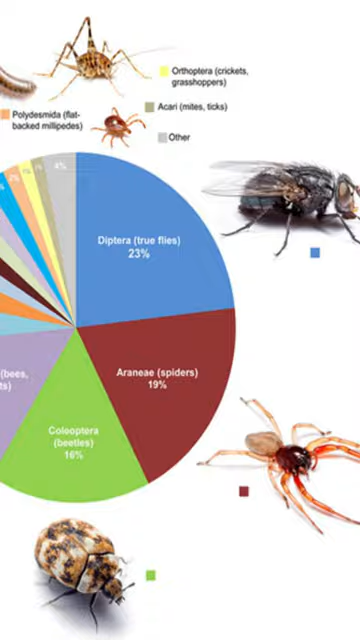 Orthoptera (crickets,
grasshoppers)
Polydesmida (flat-
backed millipedes)
Acari (mites, ticks)
Other
4%
Diptera (true flies)
23%
Araneae (spiders)
19%
(bees,
ts)
Coleoptera
(beetles)
16%